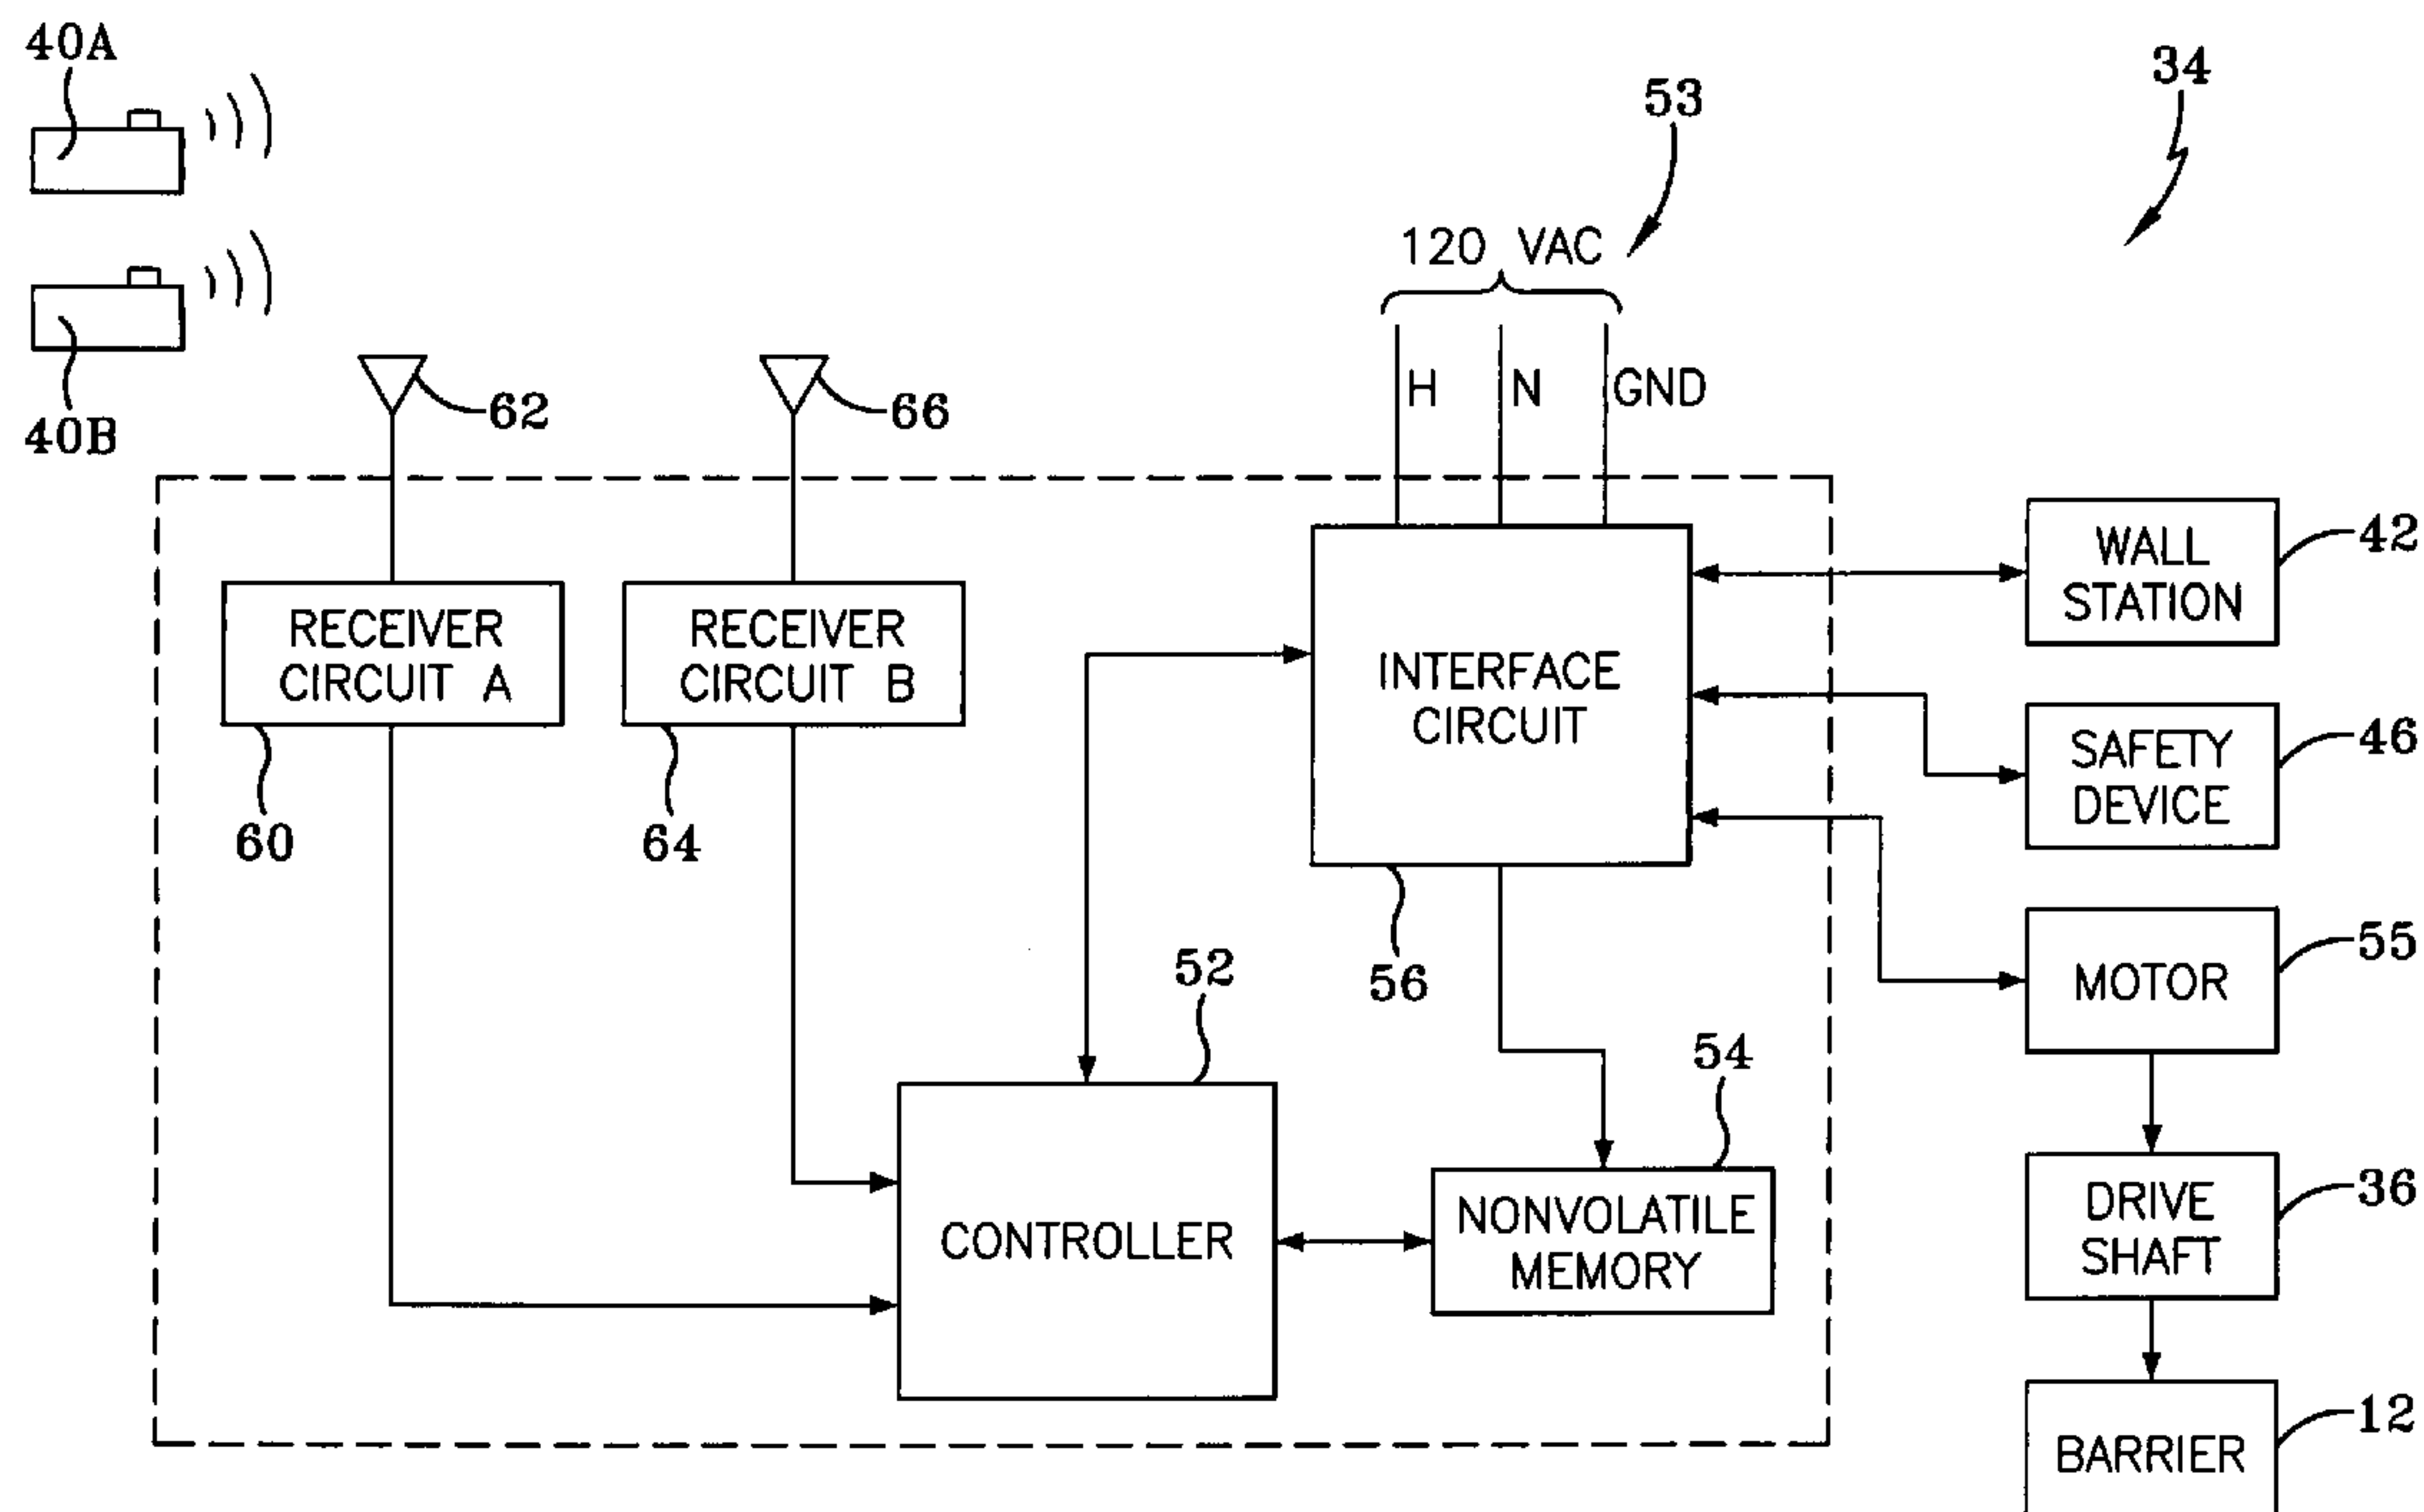 40A
34
53
120 VAC
40B
62
66
H
N
GND
WALL
STATION
42
RECEIVER
CIRCUIT A
RECEIVER
CIRCUIT B
INTERFACE
CIRCUIT
SAFETY
DEVICE
46
60
64
56
52
MOTOR
55
54
CONTROLLER
NONVOLATILE
MEMORY
DRIVE
SHAFT
36
BARRIER
12